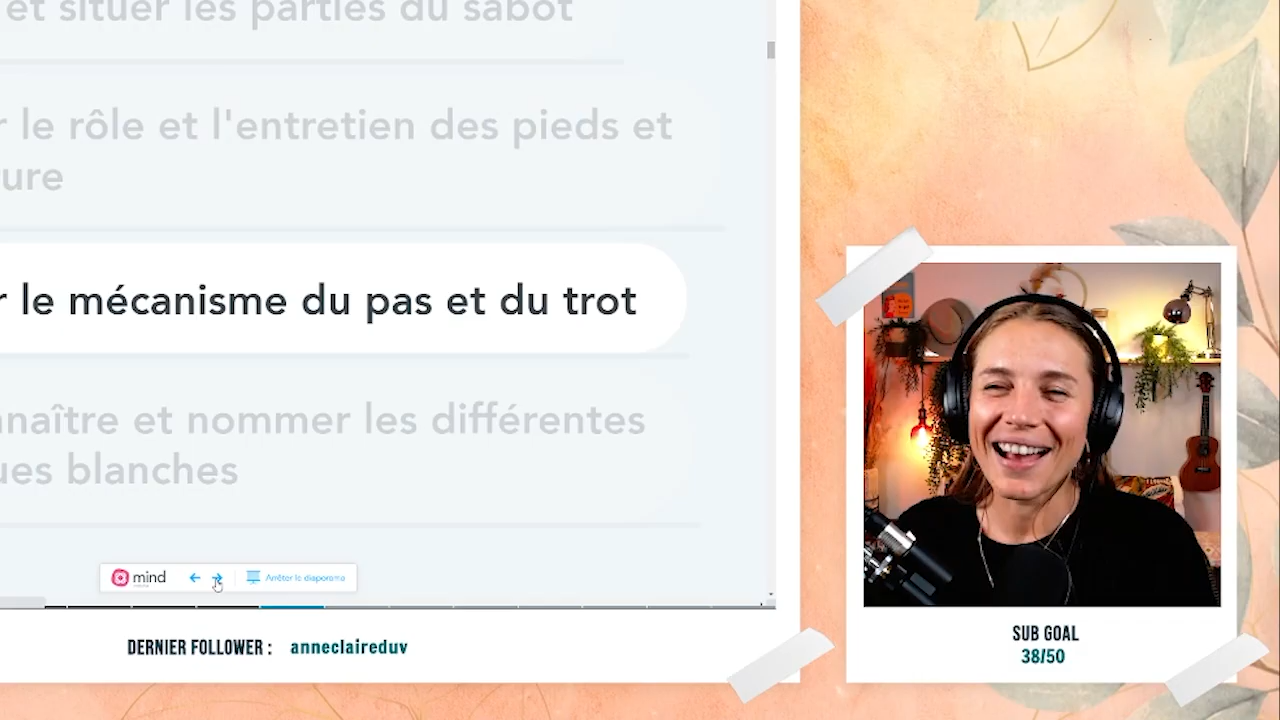 et situer les parties du sabot
r le rôle et l'entretien des pieds et
ure
r le mécanisme du pas et du trot
naître et nommer les différentes
ues blanches
mind
Arrêter le diaporama
DERNIER FOLLOWER : anneclaireduv
SUB GOAL
38/50